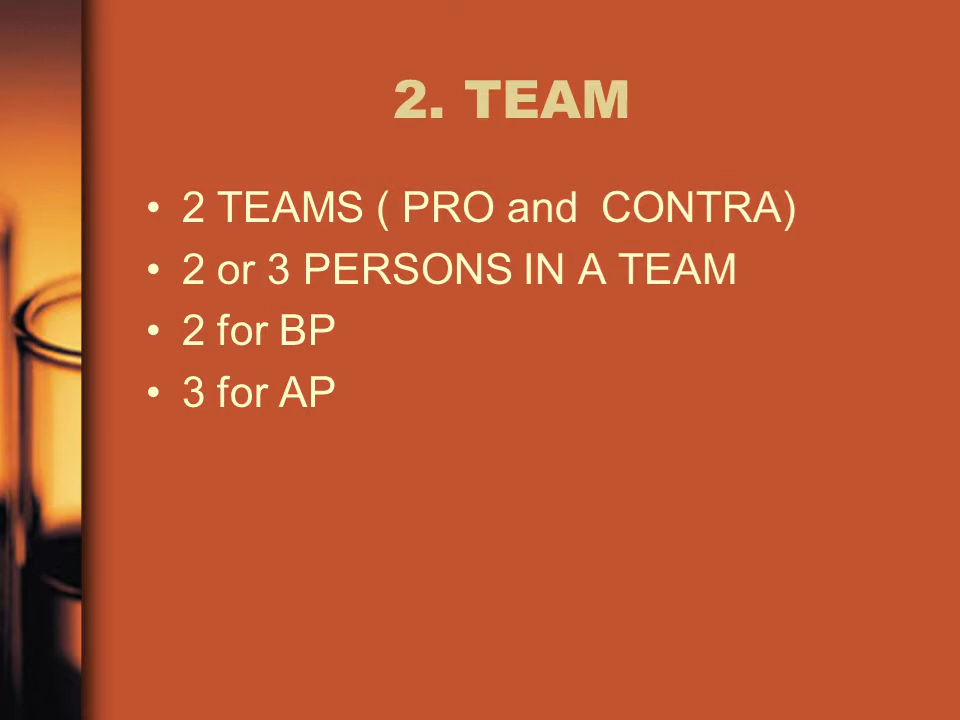 2. TEAM
• 2 TEAMS ( PRO and  CONTRA)
• 2 or 3 PERSONS IN A TEAM
• 2 for BP
• 3 for AP